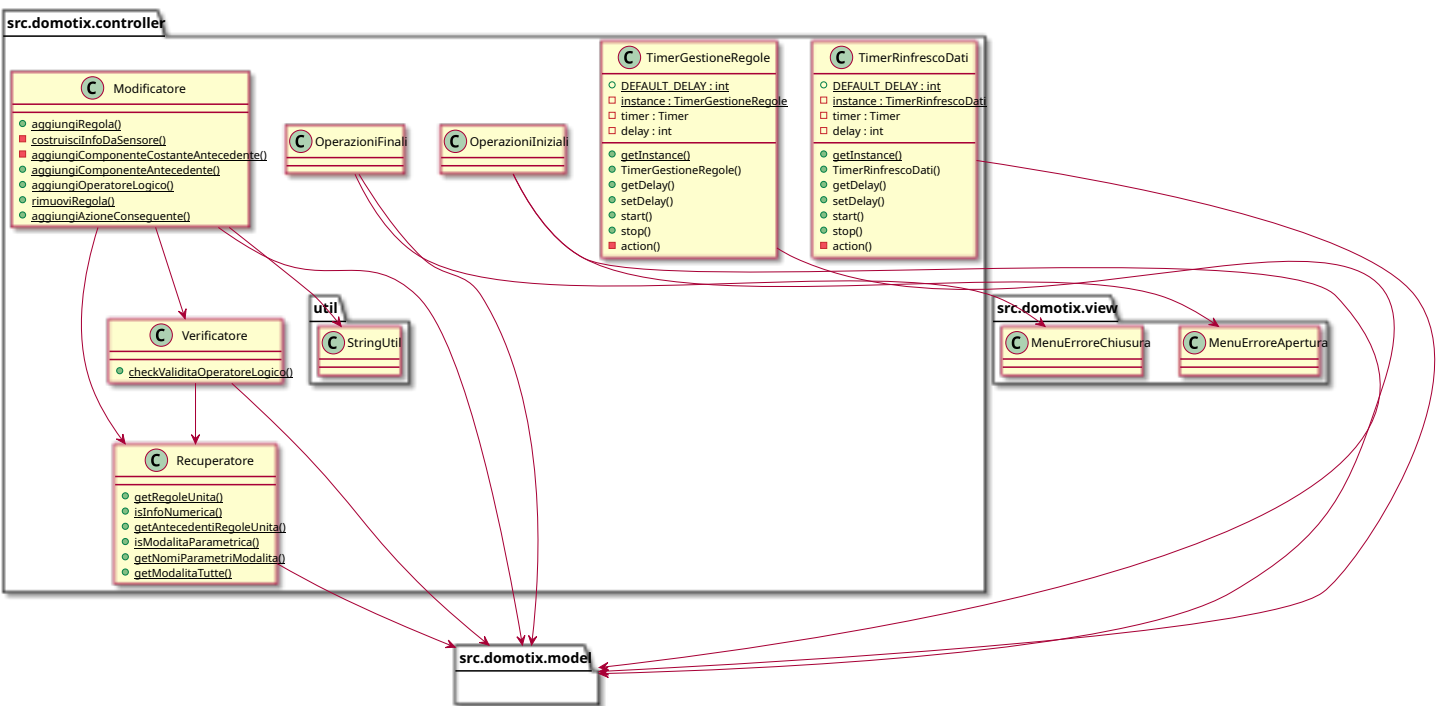 src.domotix.controller
C Modificatore
aggiungiRegola()
costruisciInfoDaSensore()
aggiungiComponenteCostanteAntecedente()
aggiungiComponenteAntecedente()
aggiungiOperatoreLogico()
rimuoviRegola()
aggiungiAzioneConseguente()
C OperazioniFinali
C OperazioniIniziali
C TimerGestioneRegole
DEFAULT_DELAY : int
instance : TimerGestioneRegole
timer : Timer
delay : int
getInstance()
TimerGestioneRegole()
getDelay()
setDelay()
start()
stop()
action()
C TimerRinfrescoDati
DEFAULT_DELAY : int
instance : TimerRinfrescoDati
timer : Timer
delay : int
getInstance()
TimerRinfrescoDati()
getDelay()
setDelay()
start()
stop()
action()
C Verificatore
checkValiditaOperatoreLogico()
util
C StringUtil
src.domotix.view
C MenuErroreChiusura
C MenuErroreApertura
C Recuperatore
getRegoleUnita()
isInfoNumerica()
getAntecedentiRegoleUnita()
isModalitaParametrica()
getNomiParametriModalita()
getModalitaTutte()
src.domotix.model